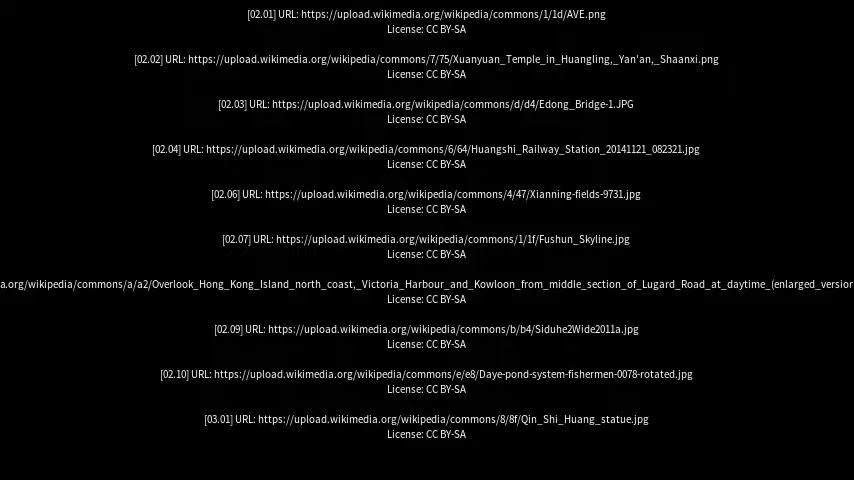 [02.01] URL: https://upload.wikimedia.org/wikipedia/commons/1/1d/AVE.png
License: CC BY-SA
[02.02] URL: https://upload.wikimedia.org/wikipedia/commons/7/75/Xuanyuan_Temple_in_Huangling,_Yan'an,_Shaanxi.png
License: CC BY-SA
[02.03] URL: https://upload.wikimedia.org/wikipedia/commons/d/d4/Edong_Bridge-1.JPG
License: CC BY-SA
[02.04] URL: https://upload.wikimedia.org/wikipedia/commons/6/64/Huangshi_Railway_Station_20141121_082321.jpg
License: CC BY-SA
[02.06] URL: https://upload.wikimedia.org/wikipedia/commons/4/47/Xianning-fields-9731.jpg
License: CC BY-SA
[02.07] URL: https://upload.wikimedia.org/wikipedia/commons/1/1f/Fushun_Skyline.jpg
License: CC BY-SA
a.org/wikipedia/commons/a/a2/Overlook_Hong_Kong_Island_north_coast,_Victoria_Harbour_and_Kowloon_from_middle_section_of_Lugard_Road_at_daytime_(enlarged_version
License: CC BY-SA
[02.09] URL: https://upload.wikimedia.org/wikipedia/commons/b/b4/Siduhe2Wide2011a.jpg
License: CC BY-SA
[02.10] URL: https://upload.wikimedia.org/wikipedia/commons/e/e8/Daye-pond-system-fishermen-0078-rotated.jpg
License: CC BY-SA
[03.01] URL: https://upload.wikimedia.org/wikipedia/commons/8/8f/Qin_Shi_Huang_statue.jpg
License: CC BY-SA